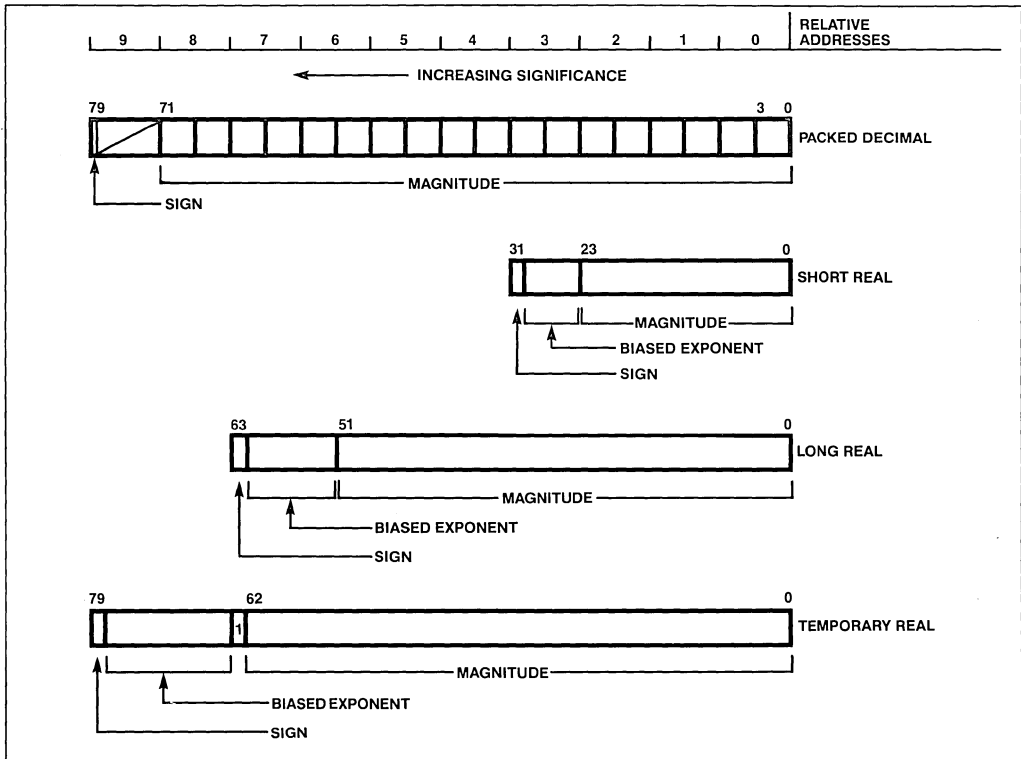 RELATIVE
ADDRESSES
9 8 7 6 5 4 3 2 1 0
INCREASING SIGNIFICANCE
79 71 3 0
PACKED DECIMAL
MAGNITUDE
SIGN
31 23 0
SHORT REAL
MAGNITUDE
BIASED EXPONENT
SIGN
63 51 0
LONG REAL
MAGNITUDE
BIASED EXPONENT
SIGN
79 62 0
1
TEMPORARY REAL
MAGNITUDE
BIASED EXPONENT
SIGN